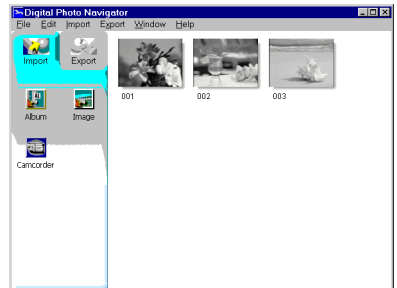 Digital Photo Navigator
File Edit Import Export Window Help
Import Export
001 002 003
Album Image
Camcorder